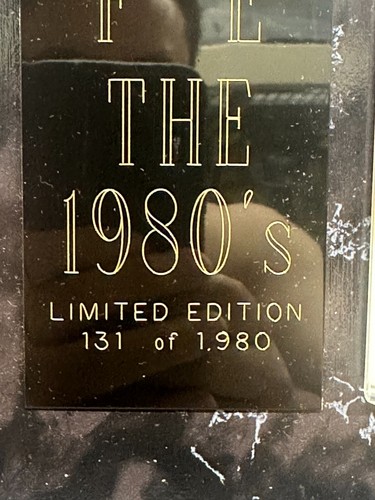 THE
1980's
LIMITED EDITION
131 of 1,980